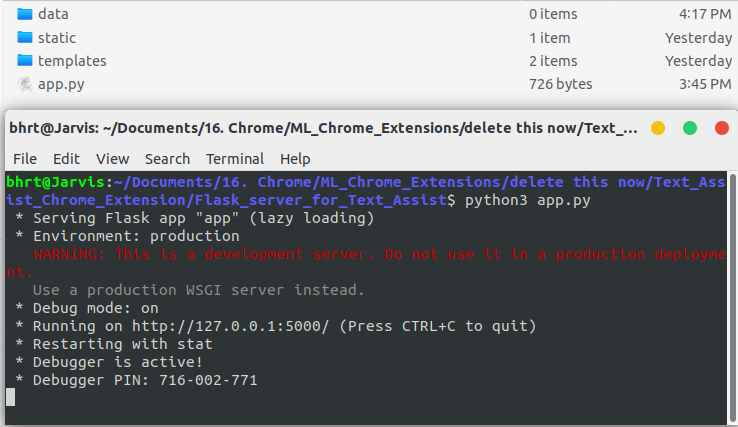 data 0 items 4:17 PM
static 1 item Yesterday
templates 2 items Yesterday
app.py 726 bytes 3:45 PM
bhrt@Jarvis: ~/Documents/16. Chrome/ML_Chrome_Extensions/delete this now/Text_...
File Edit View Search Terminal Help
bhrt@Jarvis:~/Documents/16. Chrome/ML_Chrome_Extensions/delete this now/Text_Ass
ist_Chrome_Extension/Flask_server_for_Text_Assist$ python3 app.py
* Serving Flask app "app" (lazy loading)
* Environment: production
WARNING: This is a development server. Do not use it in a production deployme
nt.
Use a production WSGI server instead.
* Debug mode: on
* Running on http://127.0.0.1:5000/ (Press CTRL+C to quit)
* Restarting with stat
* Debugger is active!
* Debugger PIN: 716-002-771